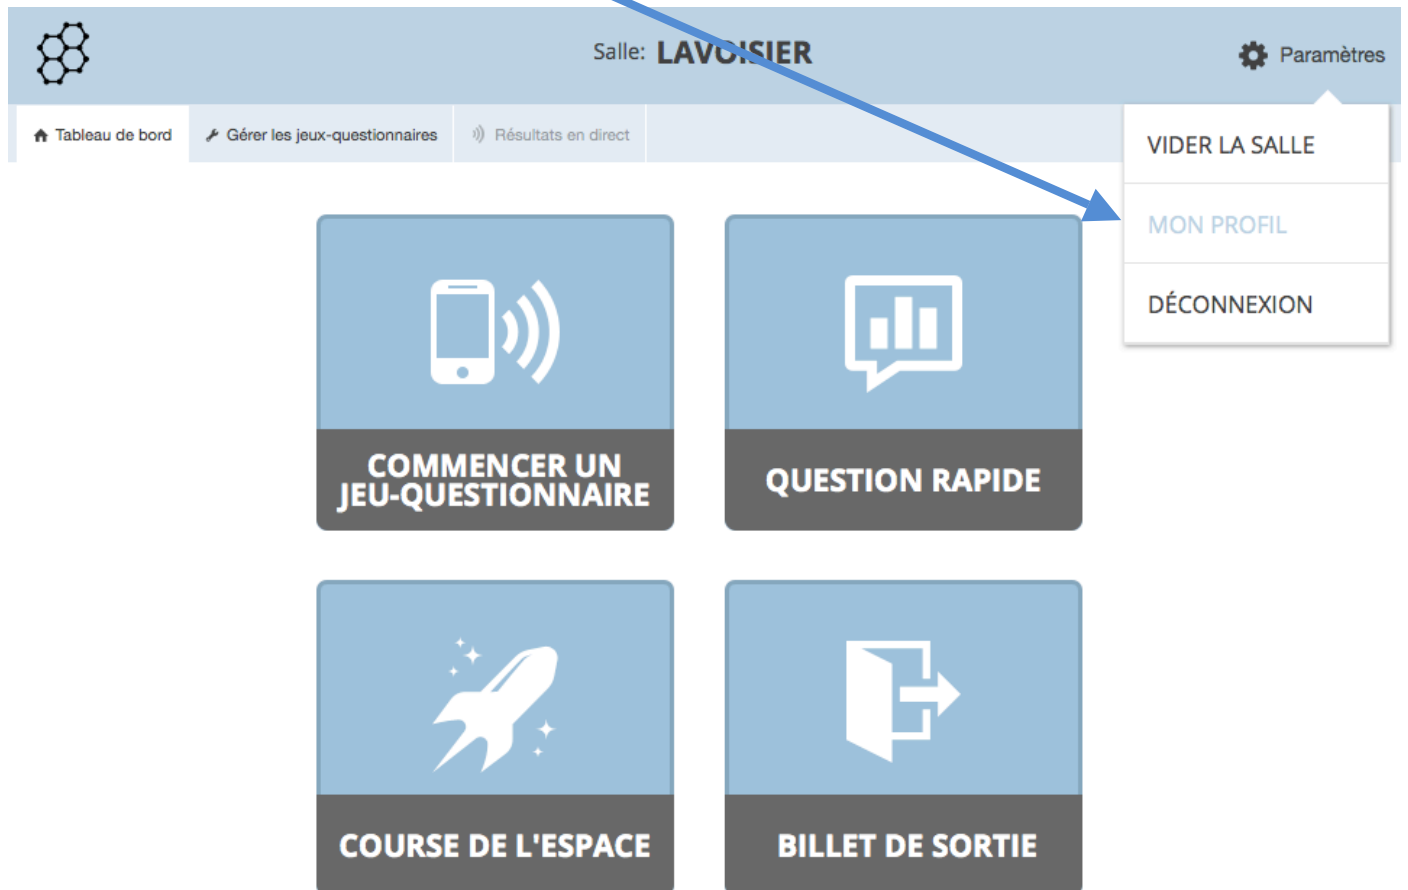 Salle: LAVOISIER
Paramètres
Tableau de bord
Gérer les jeux-questionnaires
Résultats en direct
VIDER LA SALLE
MON PROFIL
DÉCONNEXION
COMMENCER UN
JEU-QUESTIONNAIRE
QUESTION RAPIDE
COURSE DE L'ESPACE
BILLET DE SORTIE